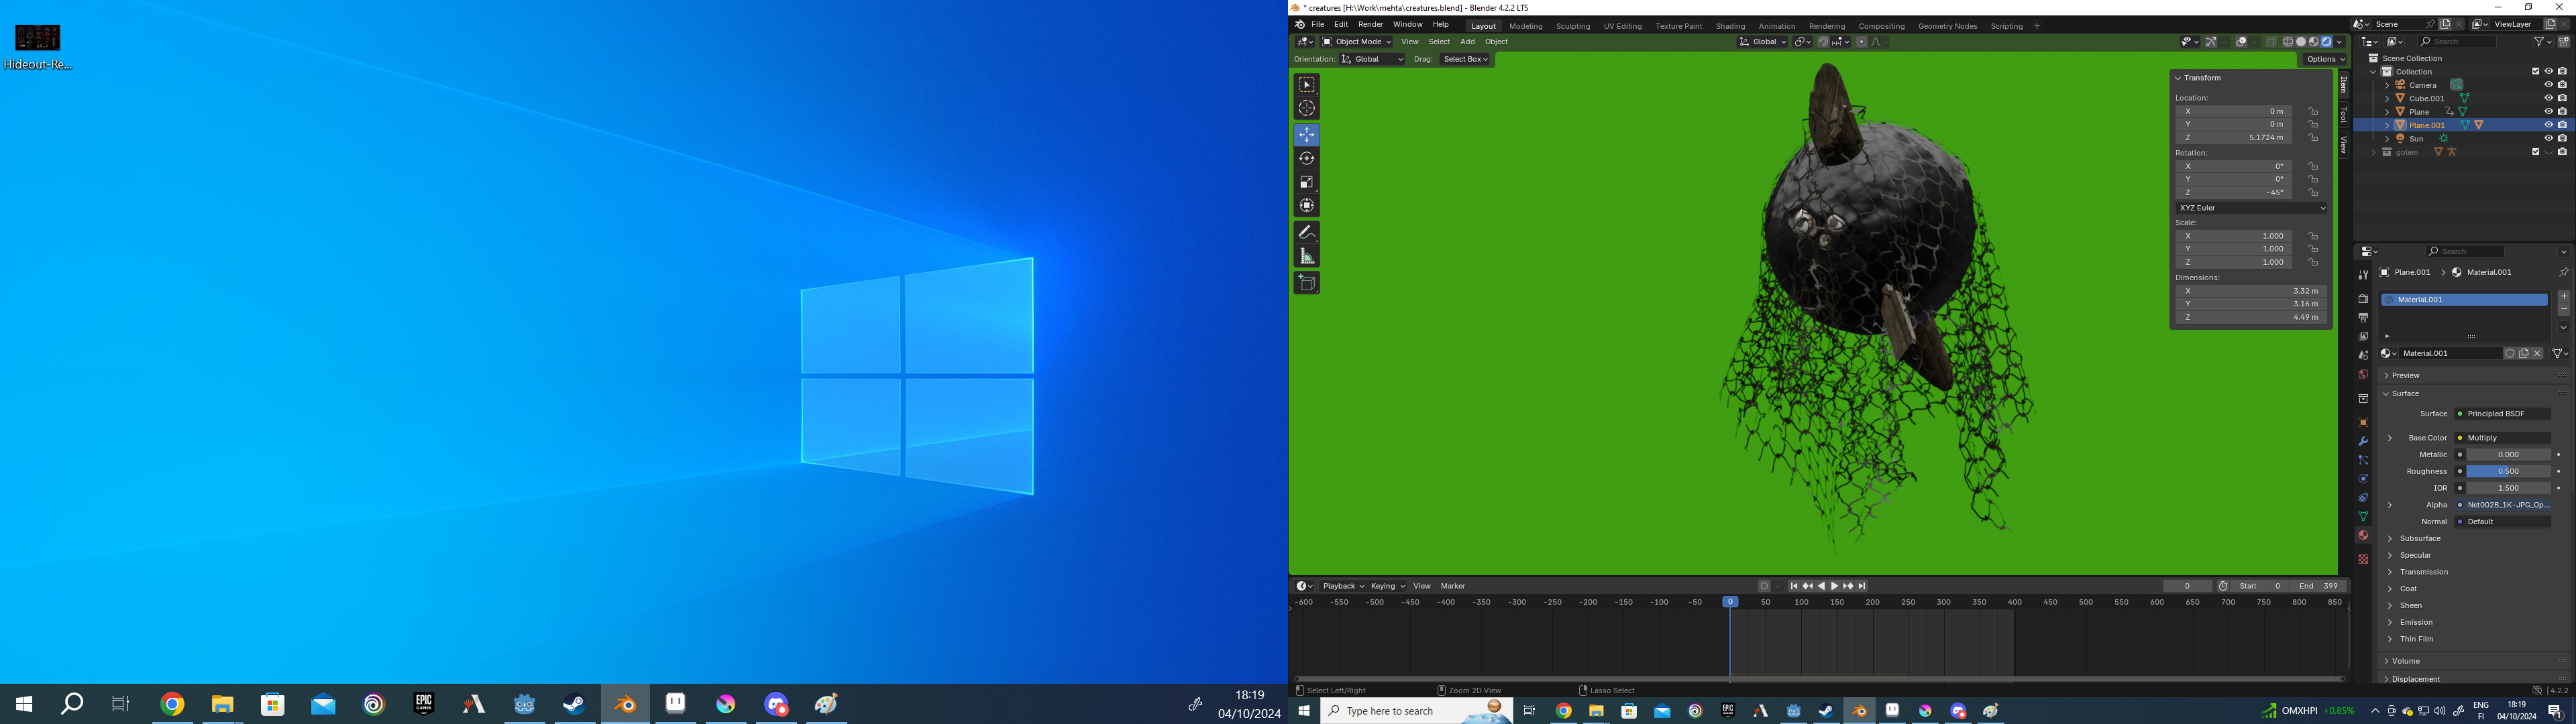 Hideout-Re...
18:19
04/10/2024
* creatures [H:\Work\mehta\creatures.blend] - Blender 4.2.2 LTS
File Edit Render Window Help Layout Modeling Sculpting UV Editing Texture Paint Shading Animation Rendering Compositing Geometry Nodes Scripting + Scene ViewLayer
Object Mode View Select Add Object Global Search
Orientation: Global Drag: Select Box Options
Scene Collection
Collection
Camera
Cube.001
Plane
Plane.001
Sun
golem
Item
Tool
View
Transform
Location:
X 0 m
Y 0 m
Z 5.1724 m
Rotation:
X 0°
Y 0°
Z -45°
XYZ Euler
Scale:
X 1.000
Y 1.000
Z 1.000
Dimensions:
X 3.32 m
Y 3.16 m
Z 4.49 m
Search
Plane.001 > Material.001
Material.001
Material.001
Preview
Surface
Surface Principled BSDF
Base Color Multiply
Metallic 0.000
Roughness 0.500
IOR 1.500
Alpha Net002B_1K-JPG_Op...
Normal Default
Subsurface
Specular
Transmission
Coat
Sheen
Emission
Thin Film
Volume
Displacement
Playback Keying View Marker 0 Start 0 End 399
-600 -550 -500 -450 -400 -350 -300 -250 -200 -150 -100 -50 0 50 100 150 200 250 300 350 400 450 500 550 600 650 700 750 800 850
Select Left/Right Zoom 2D View Lasso Select 4.2.2
EPIC GAMES
Type here to search
OMXHPI +0,85%
ENG
FI
18:19
04/10/2024